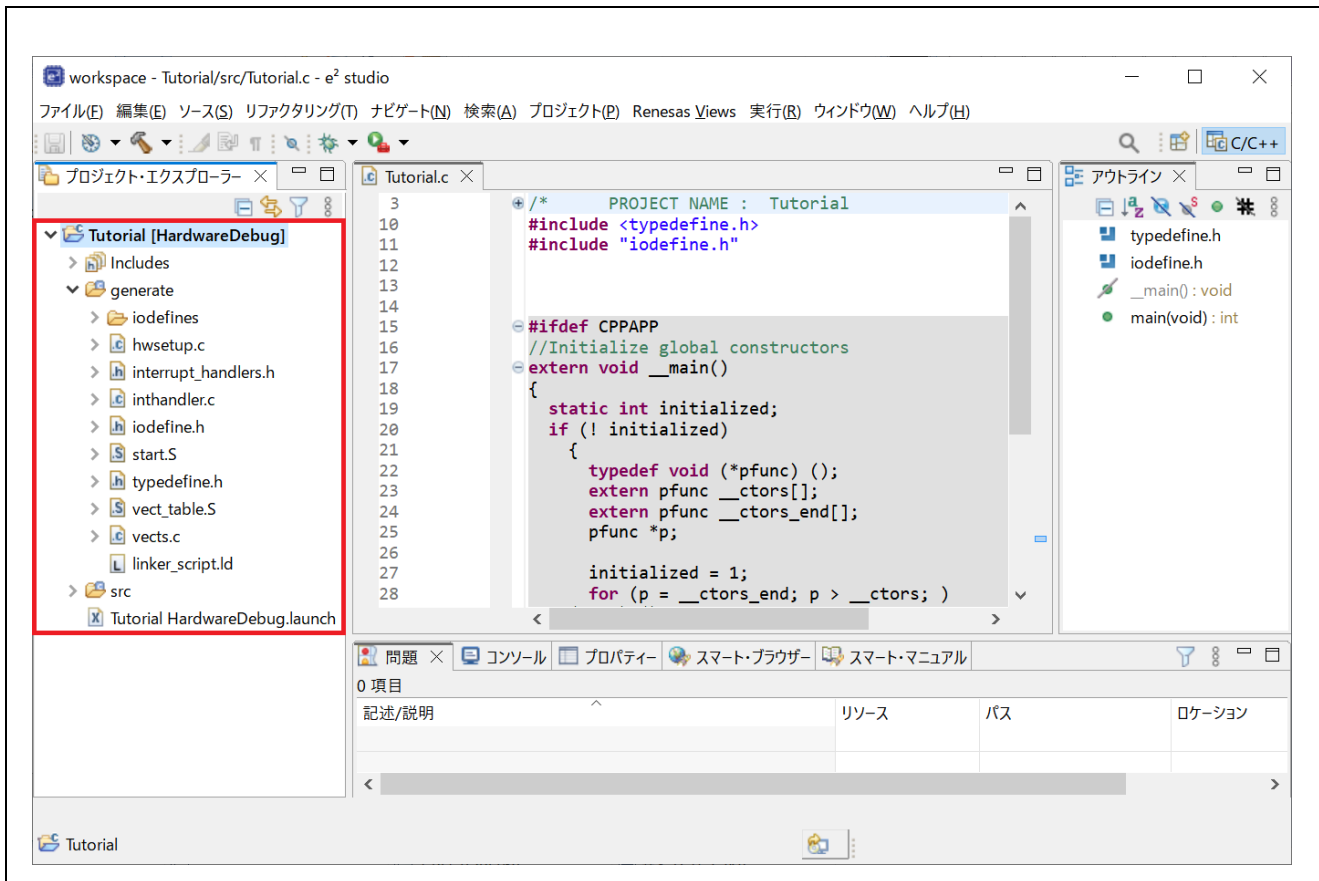 workspace - Tutorial/src/Tutorial.c - e² studio
ファイル(F) 編集(E) ソース(S) リファクタリング(T) ナビゲート(N) 検索(A) プロジェクト(P) Renesas Views 実行(R) ウィンドウ(W) ヘルプ(H)
C/C++
プロジェクト・エクスプローラー
Tutorial [HardwareDebug]
Includes
generate
iodefines
hwsetup.c
interrupt_handlers.h
inthandler.c
iodefine.h
start.S
typedefine.h
vect_table.S
vects.c
linker_script.ld
src
Tutorial HardwareDebug.launch
Tutorial.c
3 /* PROJECT NAME : Tutorial
10 #include <typedefine.h>
11 #include "iodefine.h"
12
13
14
15 #ifdef CPPAPP
16 //Initialize global constructors
17 extern void __main()
18 {
19 static int initialized;
20 if (! initialized)
21 {
22 typedef void (*pfunc) ();
23 extern pfunc __ctors[];
24 extern pfunc __ctors_end[];
25 pfunc *p;
26
27 initialized = 1;
28 for (p = __ctors_end; p > __ctors; )
アウトライン
typedefine.h
iodefine.h
__main() : void
main(void) : int
問題 コンソール プロパティー スマート・ブラウザー スマート・マニュアル
0 項目
記述/説明 リソース パス ロケーション
Tutorial